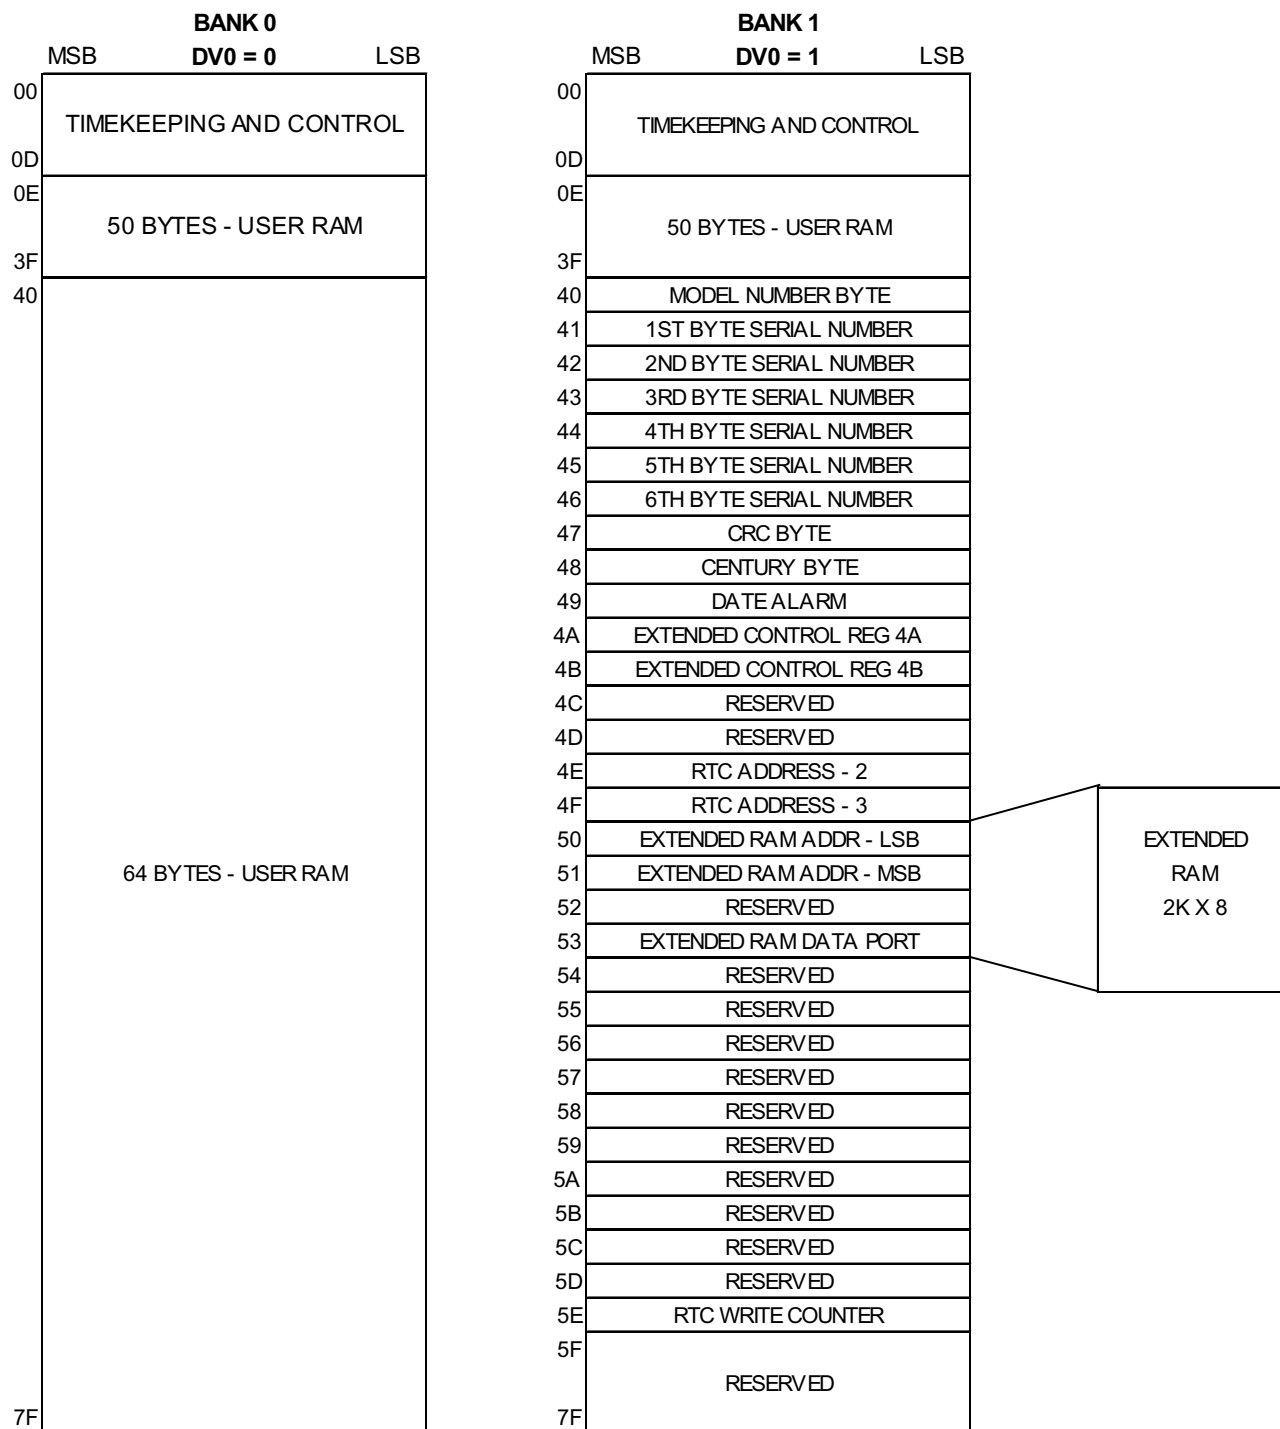 BANK 0
MSB DV0 = 0 LSB
00
TIMEKEEPING AND CONTROL
0D
0E
50 BYTES - USER RAM
3F
40
64 BYTES - USER RAM
7F
BANK 1
MSB DV0 = 1 LSB
00
TIMEKEEPING AND CONTROL
0D
0E
50 BYTES - USER RAM
3F
40 MODEL NUMBER BYTE
41 1ST BYTE SERIAL NUMBER
42 2ND BYTE SERIAL NUMBER
43 3RD BYTE SERIAL NUMBER
44 4TH BYTE SERIAL NUMBER
45 5TH BYTE SERIAL NUMBER
46 6TH BYTE SERIAL NUMBER
47 CRC BYTE
48 CENTURY BYTE
49 DATE ALARM
4A EXTENDED CONTROL REG 4A
4B EXTENDED CONTROL REG 4B
4C RESERVED
4D RESERVED
4E RTC ADDRESS - 2
4F RTC ADDRESS - 3
50 EXTENDED RAM ADDR - LSB
51 EXTENDED RAM ADDR - MSB
52 RESERVED
53 EXTENDED RAM DATA PORT
54 RESERVED
55 RESERVED
56 RESERVED
57 RESERVED
58 RESERVED
59 RESERVED
5A RESERVED
5B RESERVED
5C RESERVED
5D RESERVED
5E RTC WRITE COUNTER
5F
RESERVED
7F
EXTENDED
RAM
2K X 8